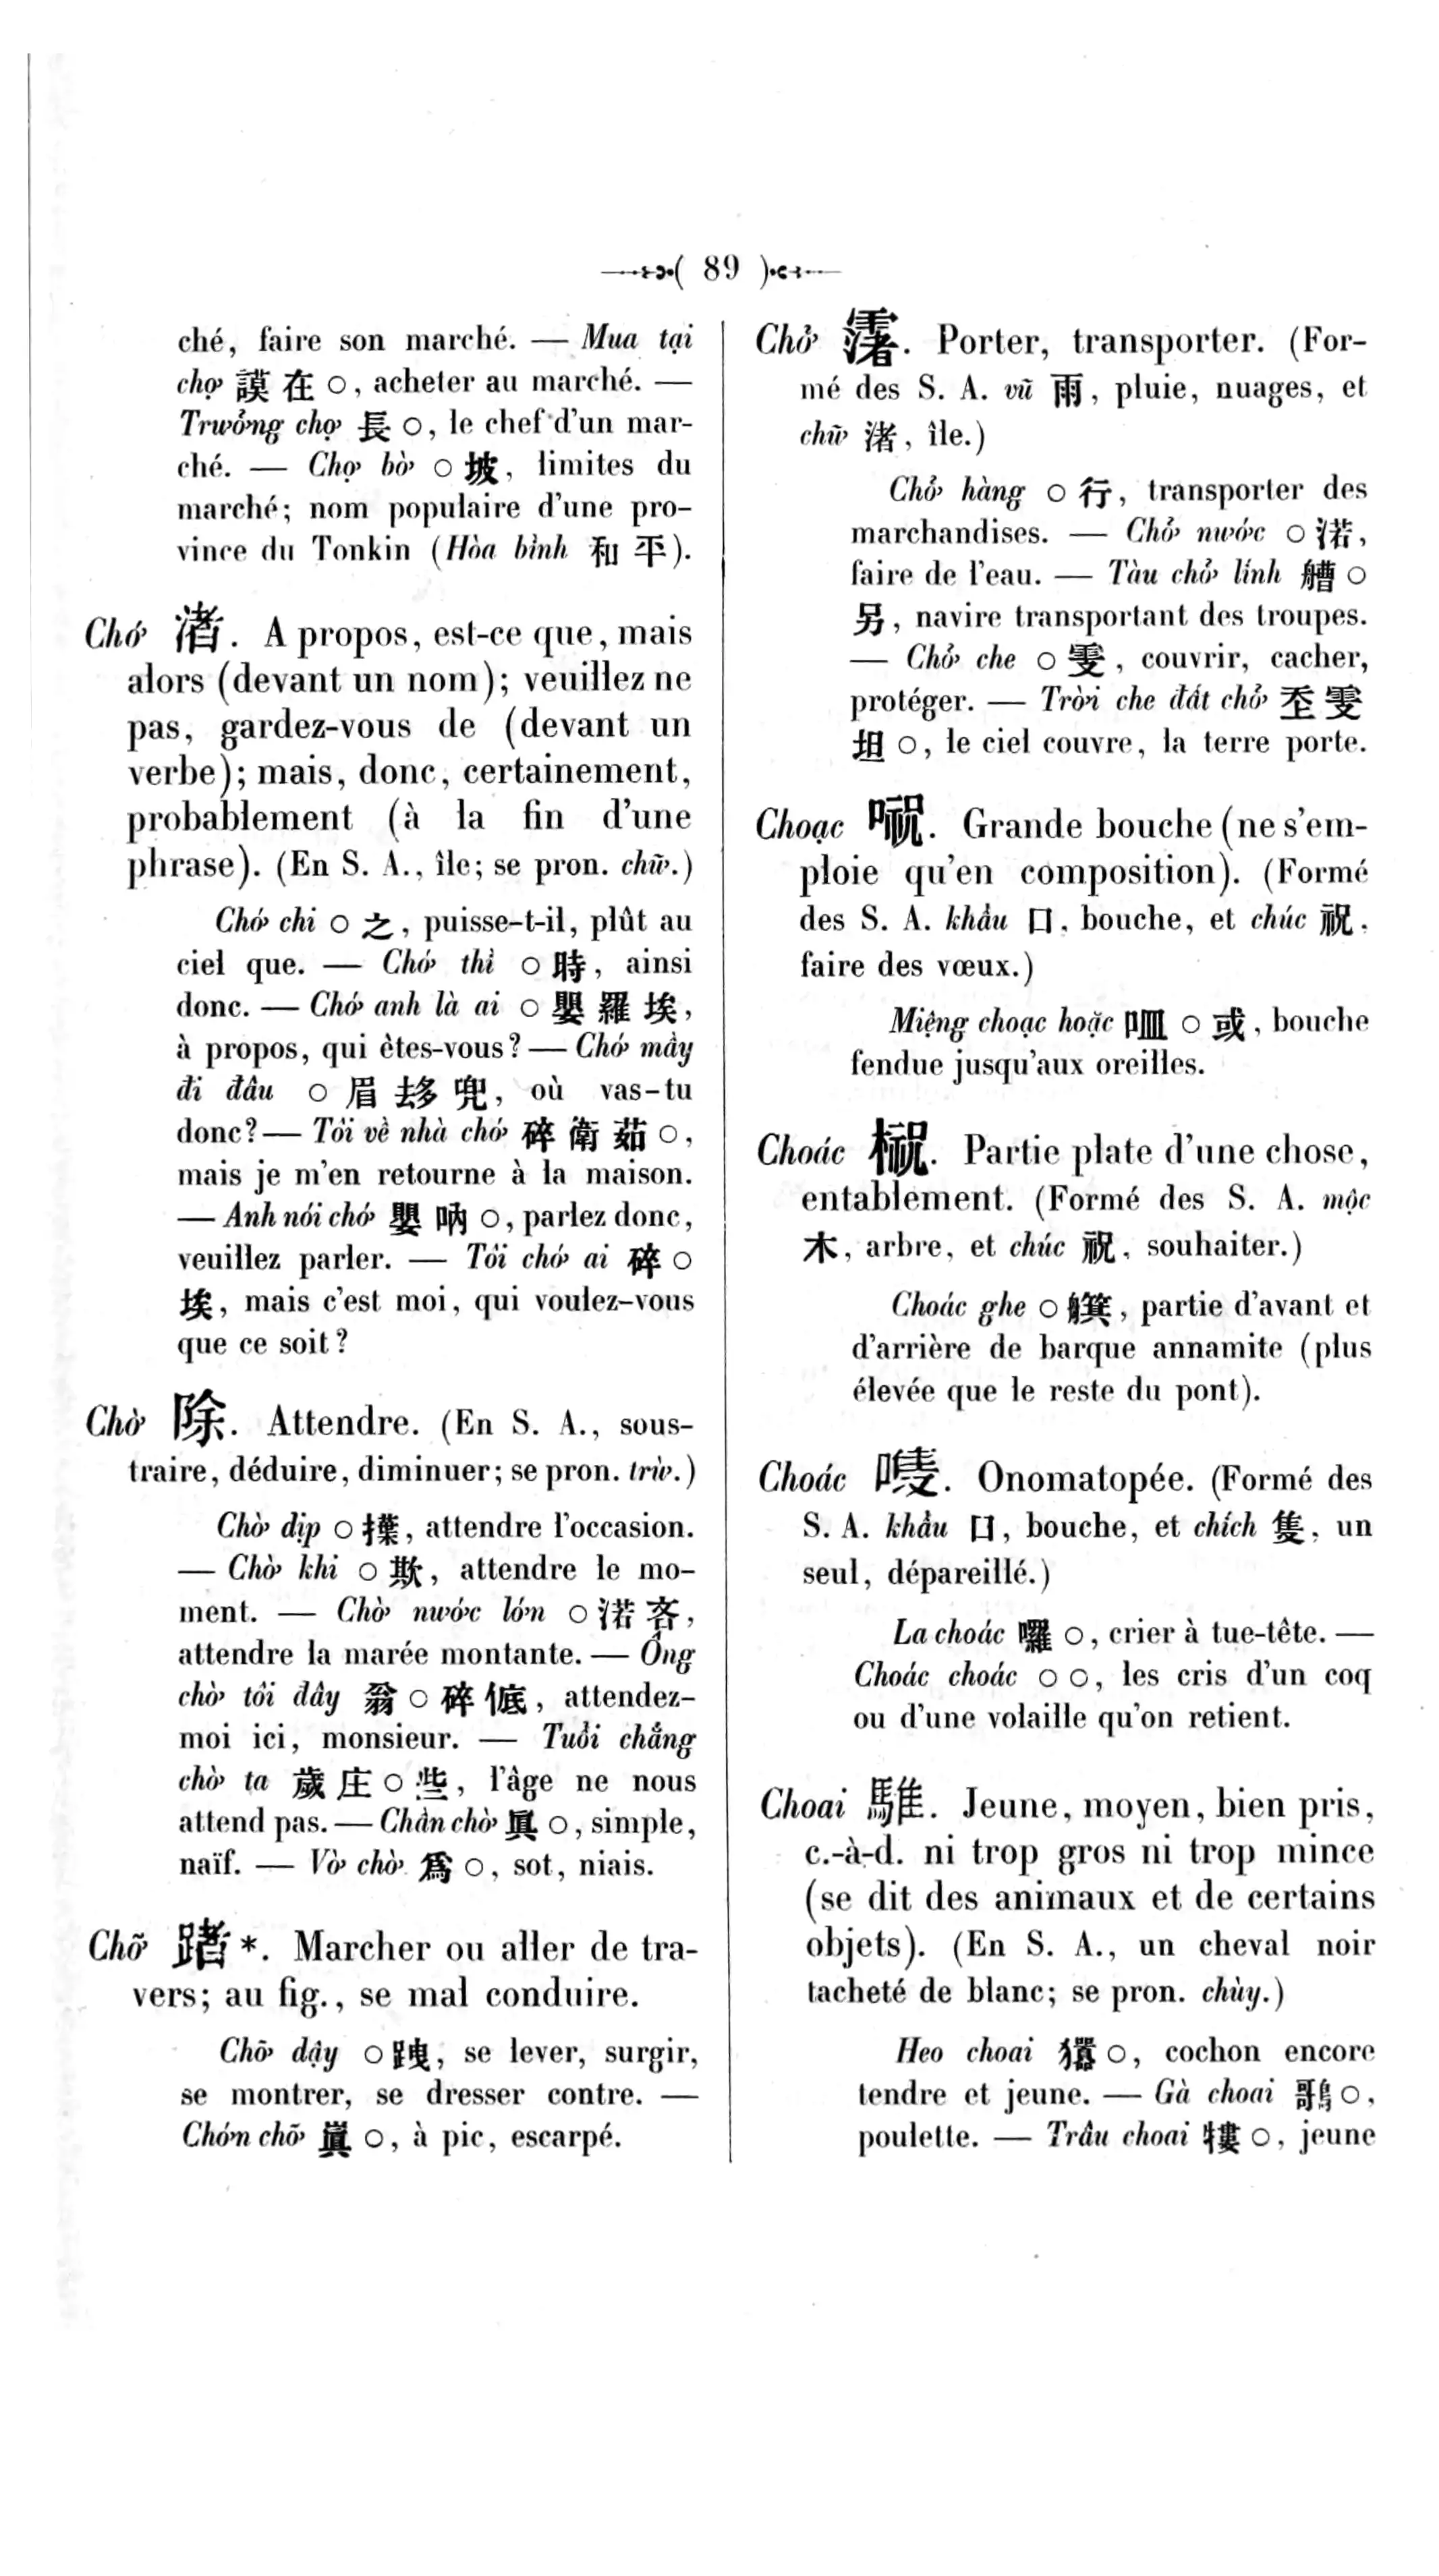 ( 89 )
ché, faire son marché. — Mua tại
chợ 謨 在 ○, acheter au marché. —
Trưởng chợ 長 ○, le chef d'un mar-
ché. — Chợ bờ ○ 坡, limites du
marché; nom populaire d'une pro-
vince du Tonkin (Hòa bình 和 平).
Chớ 渚. A propos, est-ce que, mais
alors (devant un nom); veuillez ne
pas, gardez-vous de (devant un
verbe); mais, donc, certainement,
probablement (à la fin d'une
phrase). (En S. A., île; se pron. chữ.)
Chớ chi ○ 之, puisse-t-il, plût au
ciel que. — Chớ thì ○ 時, ainsi
donc. — Chớ anh là ai ○ 嬰 羅 埃,
à propos, qui êtes-vous? — Chớ mầy
đi đâu ○ 眉 𠫾 兜, où vas-tu
donc? — Tôi về nhà chớ 碎 衛 茹 ○,
mais je m'en retourne à la maison.
— Anh nói chớ 嬰 吶 ○, parlez donc,
veuillez parler. — Tôi chớ ai 碎 ○
埃, mais c'est moi, qui voulez-vous
que ce soit?
Chờ 除. Attendre. (En S. A., sous-
traire, déduire, diminuer; se pron. trừ.)
Chờ dịp ○ 擛, attendre l'occasion.
— Chờ khi ○ 欺, attendre le mo-
ment. — Chờ nước lớn ○ 渃 吝,
attendre la marée montante. — Ông
chờ tôi đây 翁 ○ 碎 低, attendez-
moi ici, monsieur. — Tuổi chẳng
chờ ta 歲 庄 ○ 些, l'âge ne nous
attend pas. — Chần chờ 眞 ○, simple,
naïf. — Vờ chờ 爲 ○, sot, niais.
Chỡ 躇 *. Marcher ou aller de tra-
vers; au fig., se mal conduire.
Chỡ dậy ○ 跩, se lever, surgir,
se montrer, se dresser contre. —
Chớn chỡ ○, à pic, escarpé.
Chở. Porter, transporter. (For-
mé des S. A. vũ 雨, pluie, nuages, et
chữ 渚, île.)
Chở hàng ○ 行, transporter des
marchandises. — Chở nước ○ 渃,
faire de l'eau. — Tàu chở lính 艚 ○
另, navire transportant des troupes.
— Chở che ○ 雯, couvrir, cacher,
protéger. — Trời che đất chở 𡗶 雯
坦 ○, le ciel couvre, la terre porte.
Choạc. Grande bouche (ne s'em-
ploie qu'en composition). (Formé
des S. A. khẩu 口, bouche, et chúc 祝,
faire des vœux.)
Miệng choạc hoặc 𠰘 ○ 或, bouche
fendue jusqu'aux oreilles.
Choác. Partie plate d'une chose,
entablement. (Formé des S. A. mộc
木, arbre, et chúc 祝, souhaiter.)
Choác ghe ○, partie d'avant et
d'arrière de barque annamite (plus
élevée que le reste du pont).
Choác 嘍. Onomatopée. (Formé des
S. A. khẩu 口, bouche, et chích 隻, un
seul, dépareillé.)
La choác 囉 ○, crier à tue-tête. —
Choác choác ○ ○, les cris d'un coq
ou d'une volaille qu'on retient.
Choai 騅. Jeune, moyen, bien pris,
c.-à-d. ni trop gros ni trop mince
(se dit des animaux et de certains
objets). (En S. A., un cheval noir
tacheté de blanc; se pron. chùy.)
Heo choai ○, cochon encore
tendre et jeune. — Gà choai ○,
poulette. — Trâu choai ○, jeune